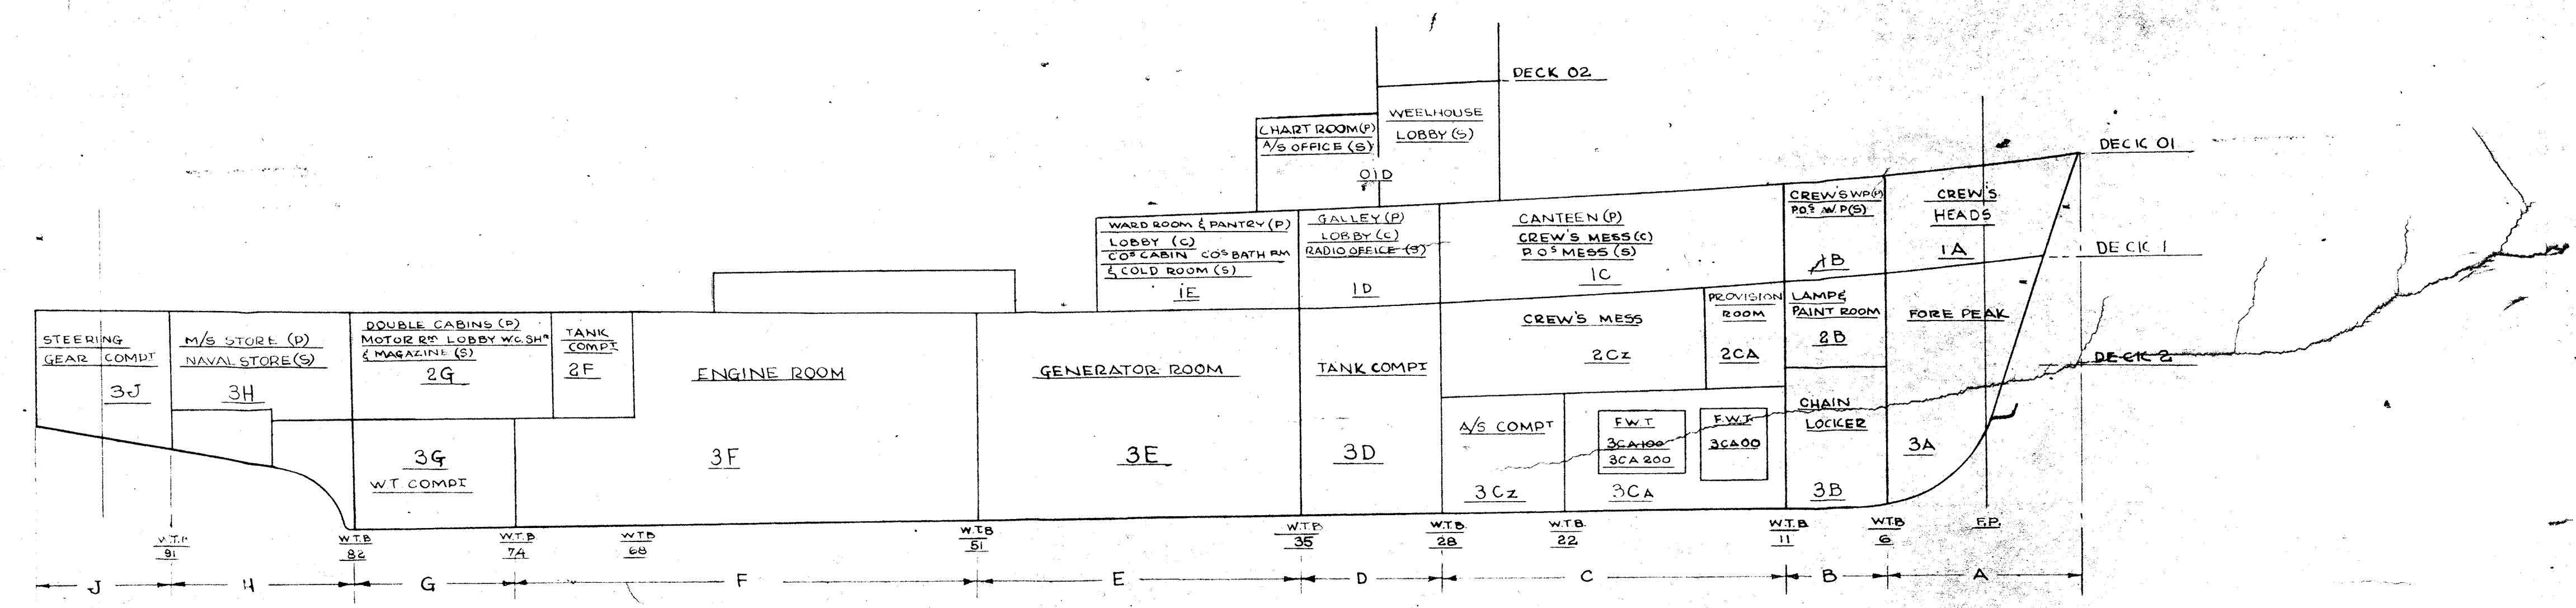 DECK 02
WEELHOUSE
LOBBY (S)
CHART ROOM (P)
A/S OFFICE (S)
01D
DECK 01
DECK 1
DECK 2
WARD ROOM & PANTRY (P)
LOBBY (C)
CO'S CABIN CO'S BATH RM
& COLD ROOM (S)
1E
GALLEY (P)
LOBBY (C)
RADIO OFFICE (S)
1D
CANTEEN (P)
CREW'S MESS (C)
P.O'S MESS (S)
1C
CREW'S WP (P)
P.O'S W.P (S)
1B
CREW'S
HEADS
1A
STEERING
GEAR COMPT
3J
M/S STORE (P)
NAVAL STORE (S)
3H
DOUBLE CABINS (P)
MOTOR RM LOBBY WC. SHR
& MAGAZINE (S)
2G
TANK
COMPT
2F
ENGINE ROOM
GENERATOR ROOM
TANK COMPT
CREW'S MESS
2CZ
PROVISION
ROOM
2CA
LAMP &
PAINT ROOM
2B
FORE PEAK
3G
W.T. COMPT
3F
3E
3D
A/S COMPT
3CZ
F.W.T
3CA100
3CA200
F.W.T
3CA00
3CA
CHAIN
LOCKER
3B
3A
W.T.B 91
W.T.B 82
W.T.B. 74
WTB 68
W.T.B 51
W.T.B 35
W.T.B. 28
W.T.B. 22
W.T.B 11
W.T.B 6
F.P.
J H G F E D C B A